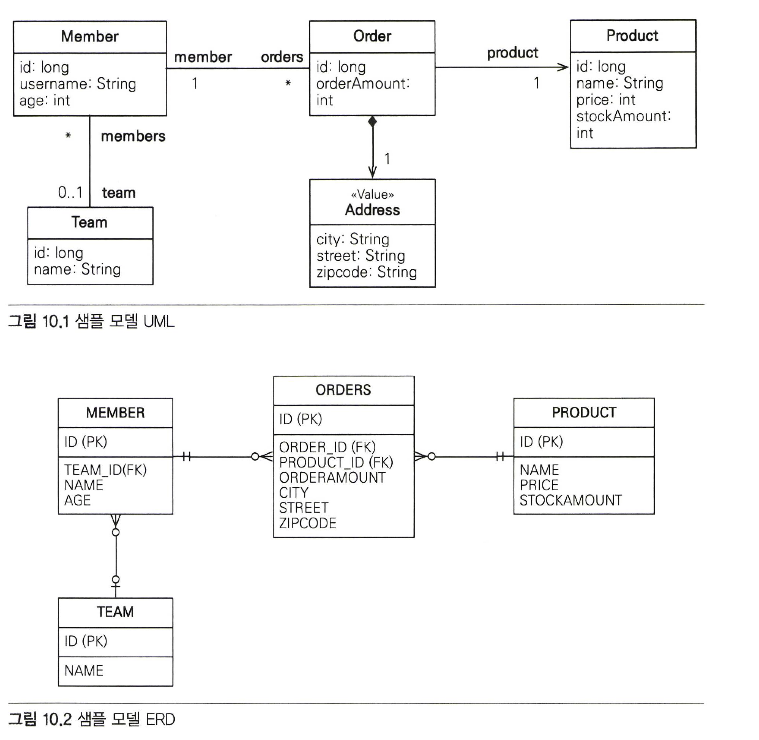 Member
id: long
username: String
age: int
member
1
orders
*
Order
id: long
orderAmount:
int
product
1
Product
id: long
name: String
price: int
stockAmount:
int
* members
0..1 team
Team
id: long
name: String
1
«Value»
Address
city: String
street: String
zipcode: String
그림 10.1 샘플 모델 UML
MEMBER
ID (PK)
TEAM_ID(FK)
NAME
AGE
ORDERS
ID (PK)
ORDER_ID (FK)
PRODUCT_ID (FK)
ORDERAMOUNT
CITY
STREET
ZIPCODE
PRODUCT
ID (PK)
NAME
PRICE
STOCKAMOUNT
TEAM
ID (PK)
NAME
그림 10.2 샘플 모델 ERD